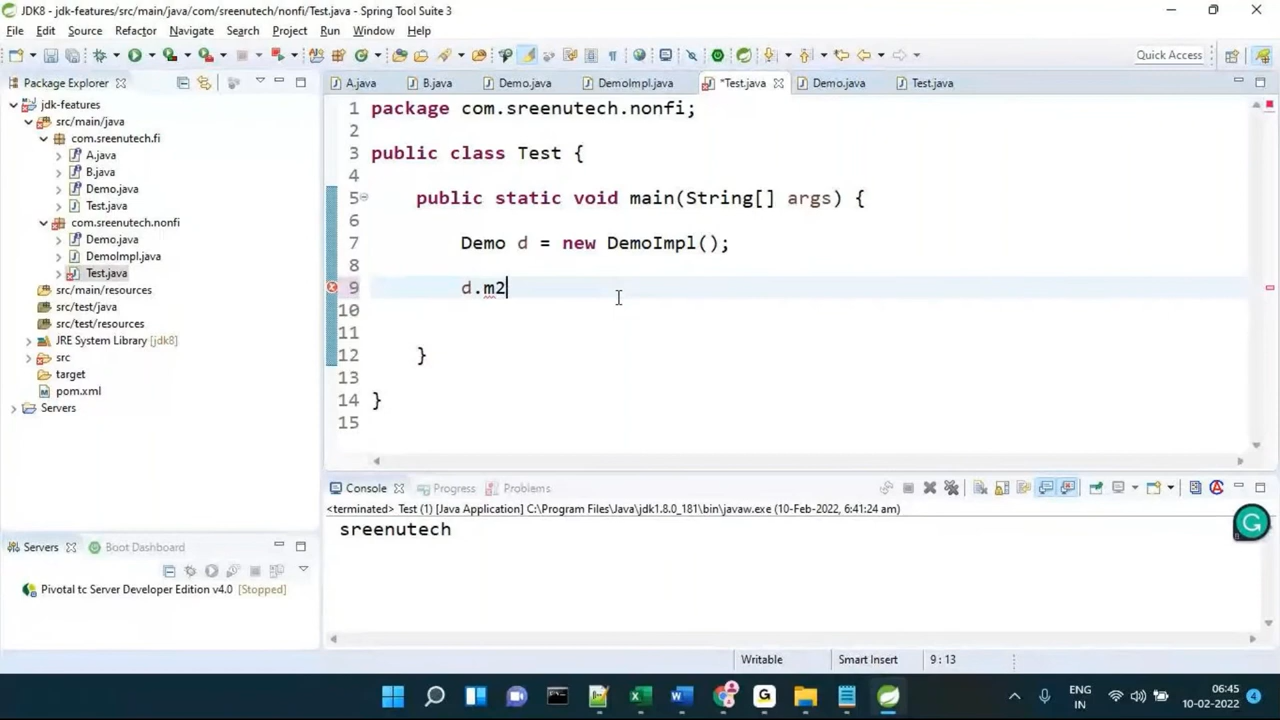 JDK8 - jdk-features/src/main/java/com/sreenutech/nonfi/Test.java - Spring Tool Suite 3
File Edit Source Refactor Navigate Search Project Run Window Help
Quick Access
Package Explorer
A.java B.java Demo.java DemoImpl.java *Test.java Demo.java Test.java
jdk-features
src/main/java
com.sreenutech.fi
A.java
B.java
Demo.java
Test.java
com.sreenutech.nonfi
Demo.java
DemoImpl.java
Test.java
src/main/resources
src/test/java
src/test/resources
JRE System Library [jdk8]
src
target
pom.xml
Servers
1 package com.sreenutech.nonfi;
2
3 public class Test {
4
5 public static void main(String[] args) {
6
7 Demo d = new DemoImpl();
8
9 d.m2
10
11
12 }
13
14 }
15
Servers Boot Dashboard
Pivotal tc Server Developer Edition v4.0 [Stopped]
Console Progress Problems
<terminated> Test (1) [Java Application] C:\Program Files\Java\jdk1.8.0_181\bin\javaw.exe (10-Feb-2022, 6:41:24 am)
sreenutech
Writable Smart Insert 9 : 13
ENG
IN
06:45
10-02-2022
4